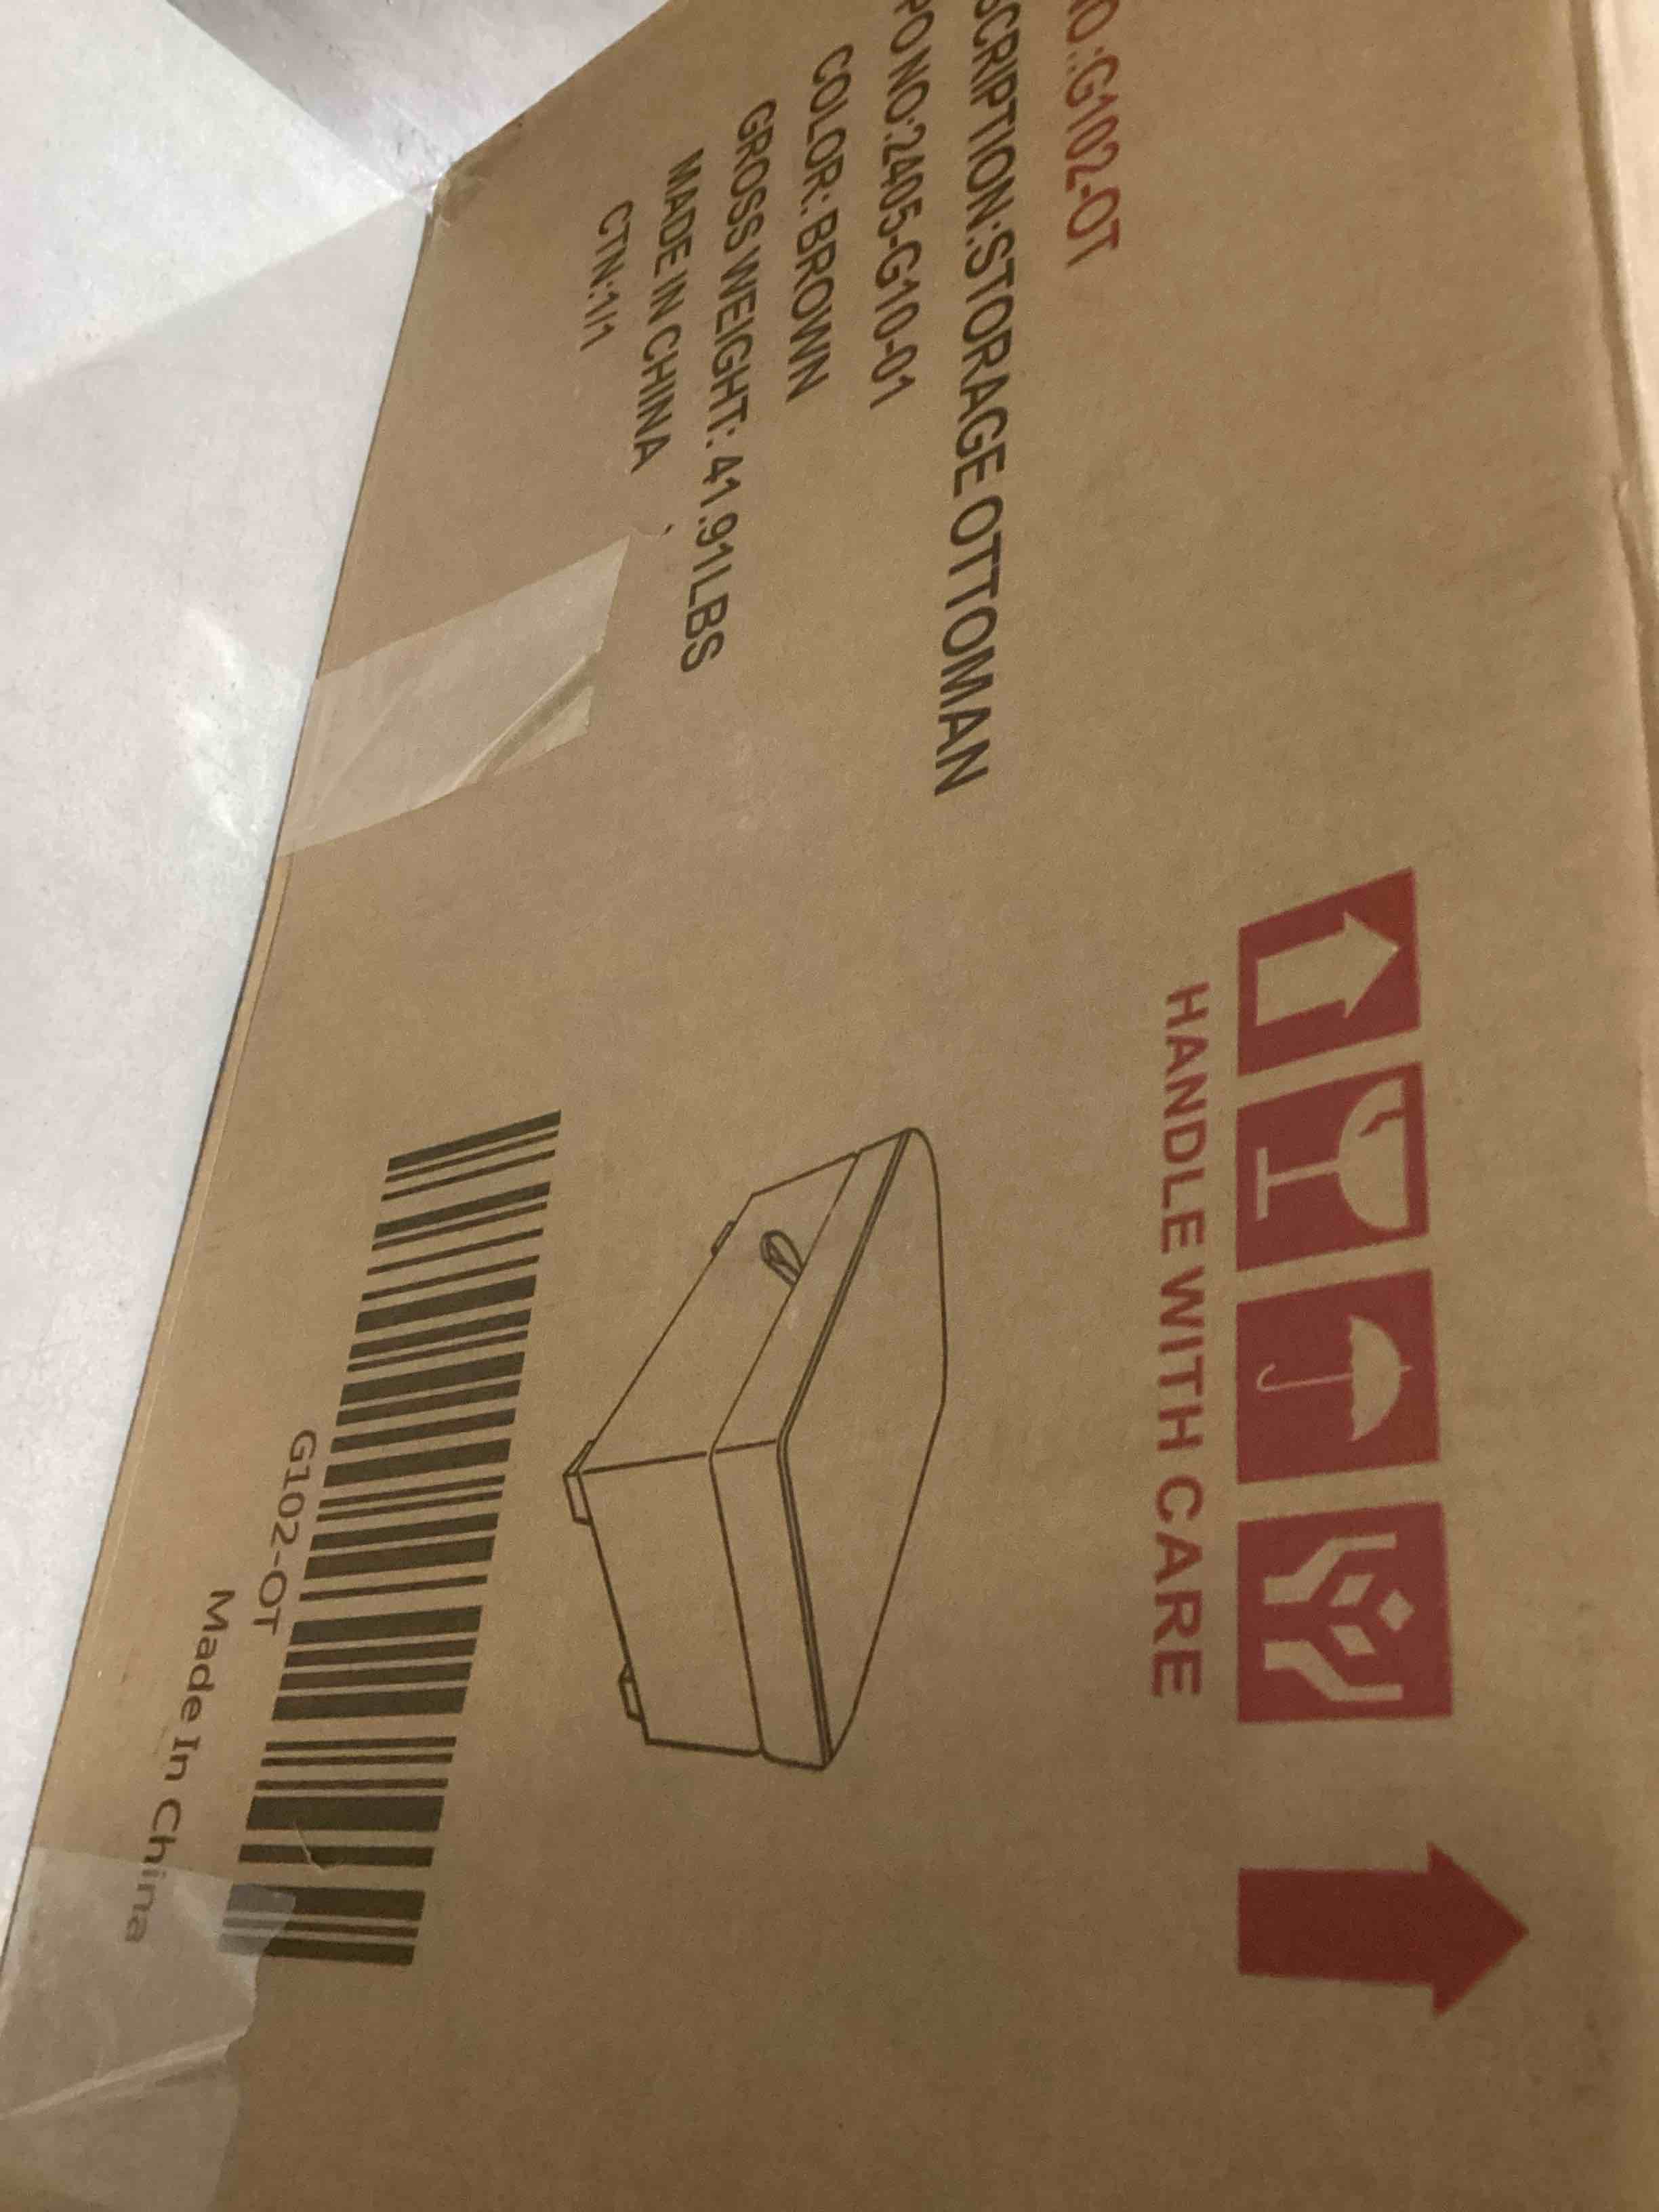 NO.:G102-OT
SCRIPTION:STORAGE OTTOMAN
PO NO:2405-G10-01
COLOR: BROWN
GROSS WEIGHT: 41.91LBS
MADE IN CHINA
CTN:1/1
HANDLE WITH CARE
G102-OT
Made In China